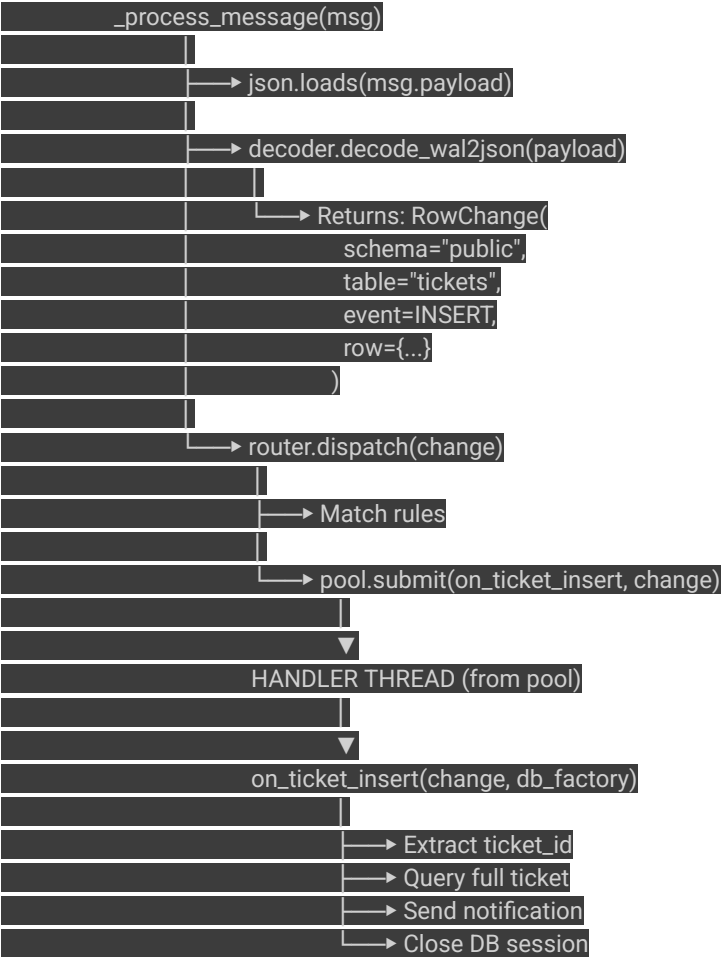 _process_message(msg)
│
├──▶ json.loads(msg.payload)
│
├──▶ decoder.decode_wal2json(payload)
│ │
│ └──▶ Returns: RowChange(
│ schema="public",
│ table="tickets",
│ event=INSERT,
│ row={...}
│ )
│
└──▶ router.dispatch(change)
│
├──▶ Match rules
│
└──▶ pool.submit(on_ticket_insert, change)
│
▼
HANDLER THREAD (from pool)
│
▼
on_ticket_insert(change, db_factory)
│
├──▶ Extract ticket_id
├──▶ Query full ticket
├──▶ Send notification
└──▶ Close DB session